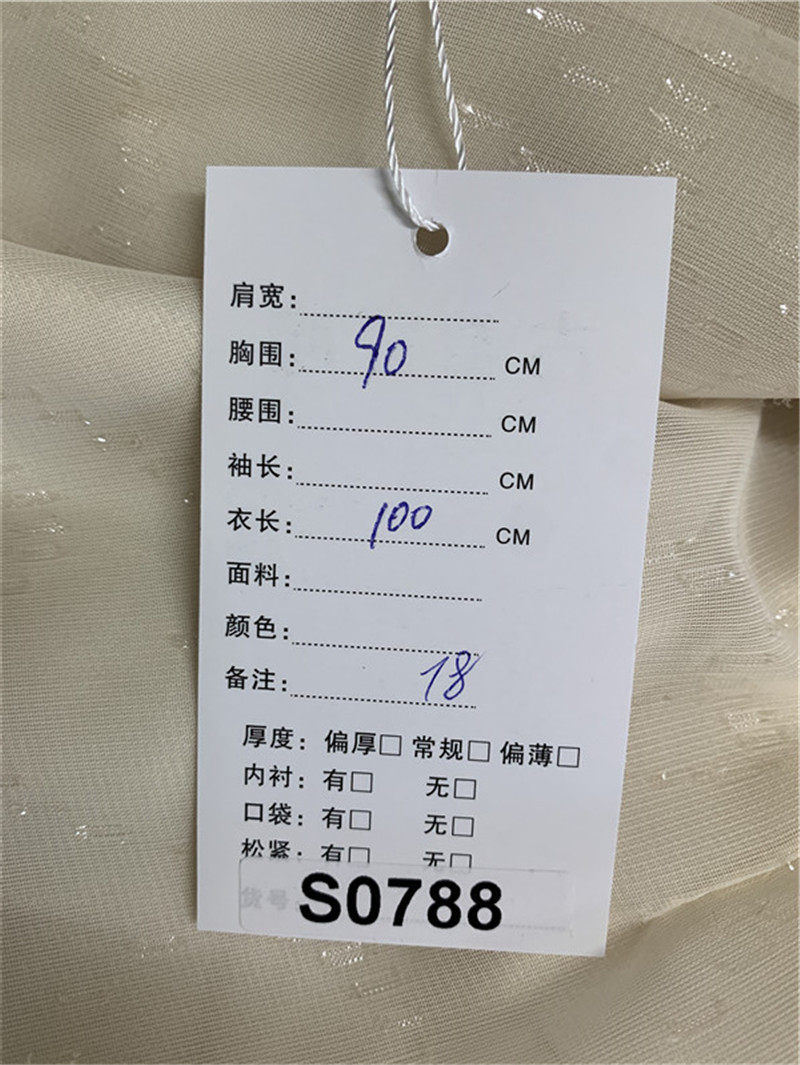 肩宽：
胸围： 90 CM
腰围： CM
袖长： CM
衣长： 100 CM
面料：
颜色：
备注： 18
厚度： 偏厚□ 常规□ 偏薄□
内衬： 有□ 无□
口袋： 有□ 无□
松紧： 有□ 无□
货号 S0788